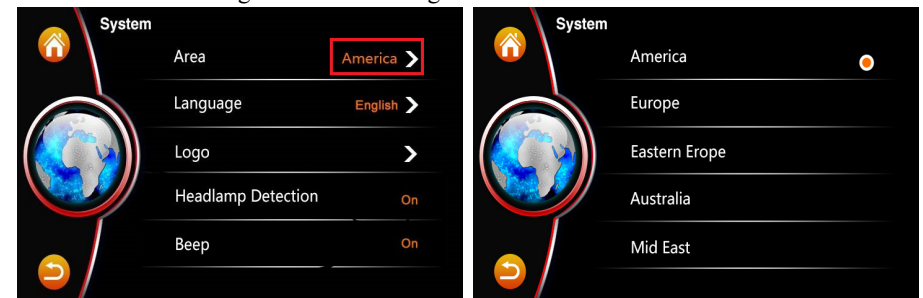 System
Area America
Language English
Logo
Headlamp Detection On
Beep On
System
America
Europe
Eastern Erope
Australia
Mid East